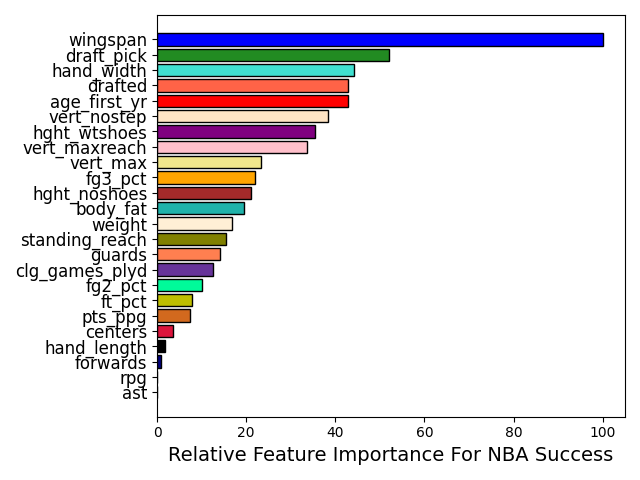 wingspan
draft_pick
hand_width
drafted
age_first_yr
vert_nostep
hght_wtshoes
vert_maxreach
vert_max
fg3_pct
hght_noshoes
body_fat
weight
standing_reach
guards
clg_games_plyd
fg2_pct
ft_pct
pts_ppg
centers
hand_length
forwards
rpg
ast
0 20 40 60 80 100
Relative Feature Importance For NBA Success